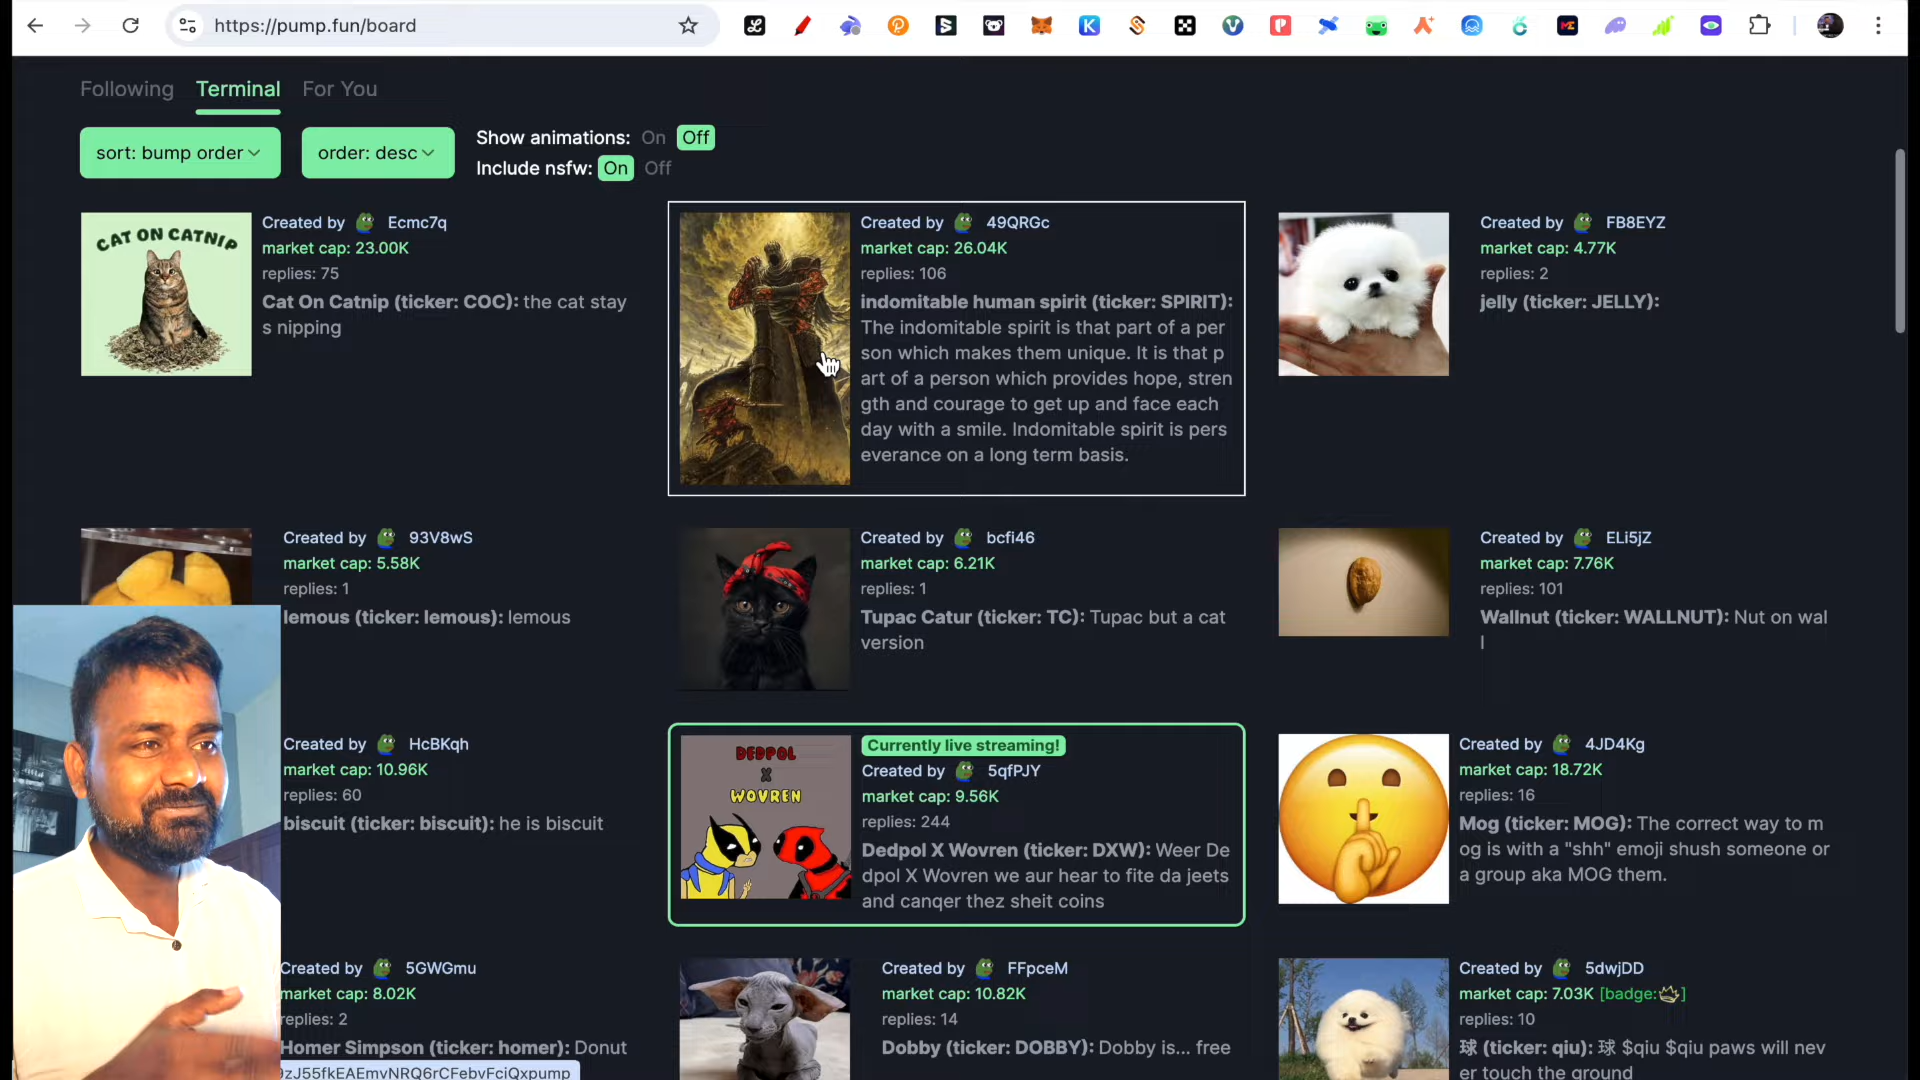 https://pump.fun/board
Following Terminal For You
sort: bump order
order: desc
Show animations: On Off
Include nsfw: On Off
CAT ON CATNIP
Created by Ecmc7q
market cap: 23.00K
replies: 75
Cat On Catnip (ticker: COC): the cat stay
s nipping
Created by 49QRGc
market cap: 26.04K
replies: 106
indomitable human spirit (ticker: SPIRIT):
The indomitable spirit is that part of a per
son which makes them unique. It is that p
art of a person which provides hope, stren
gth and courage to get up and face each
day with a smile. Indomitable spirit is pers
everance on a long term basis.
Created by FB8EYZ
market cap: 4.77K
replies: 2
jelly (ticker: JELLY):
Created by 93V8wS
market cap: 5.58K
replies: 1
lemous (ticker: lemous): lemous
Created by bcfi46
market cap: 6.21K
replies: 1
Tupac Catur (ticker: TC): Tupac but a cat
version
Created by ELi5jZ
market cap: 7.76K
replies: 101
Wallnut (ticker: WALLNUT): Nut on wal
l
Created by HcBKqh
market cap: 10.96K
replies: 60
biscuit (ticker: biscuit): he is biscuit
DEDPOL
X
WOVREN
Currently live streaming!
Created by 5qfPJY
market cap: 9.56K
replies: 244
Dedpol X Wovren (ticker: DXW): Weer De
dpol X Wovren we aur hear to fite da jeets
and canqer thez sheit coins
Created by 4JD4Kg
market cap: 18.72K
replies: 16
Mog (ticker: MOG): The correct way to m
og is with a "shh" emoji shush someone or
a group aka MOG them.
Created by 5GWGmu
market cap: 8.02K
replies: 2
Homer Simpson (ticker: homer): Donut
zJ55fkEAEmvNRQ6rCFebvFciQxpump
Created by FFpceM
market cap: 10.82K
replies: 14
Dobby (ticker: DOBBY): Dobby is... free
Created by 5dwjDD
market cap: 7.03K [badge:]
replies: 10
球 (ticker: qiu): 球 $qiu $qiu paws will nev
er touch the ground